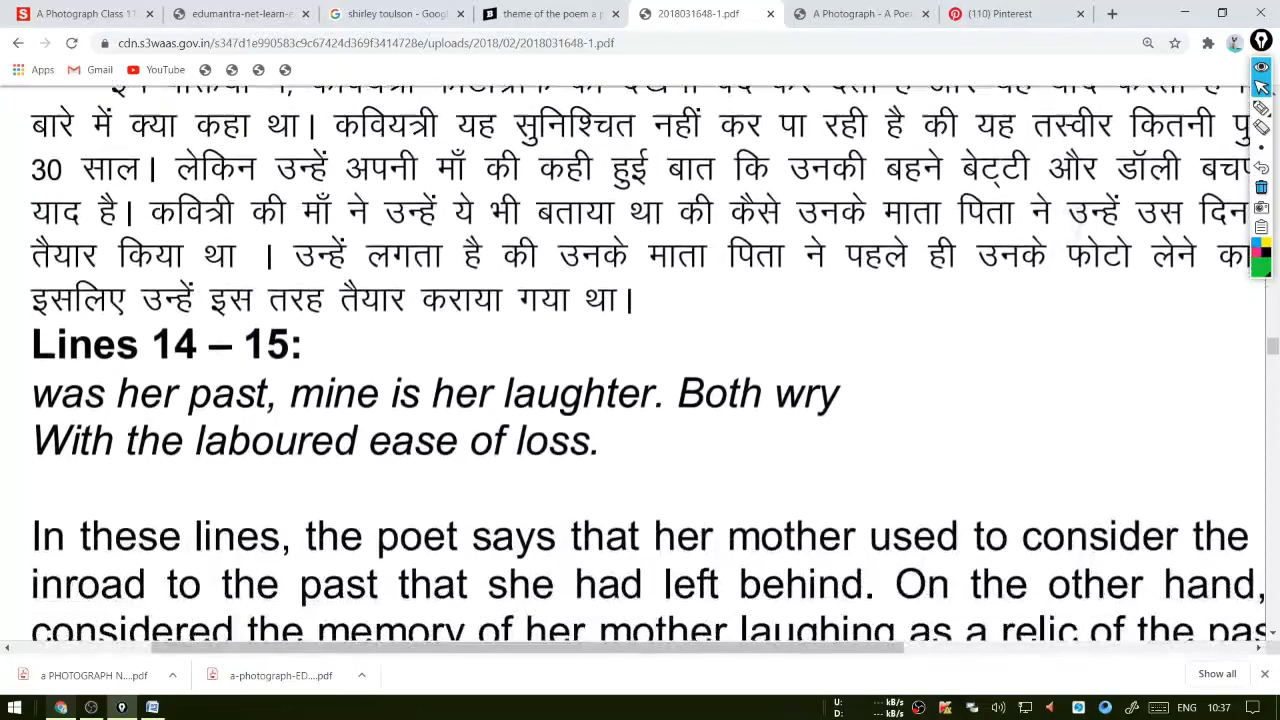 A Photograph Class 11
edumantra-net-learn-e
shirley toulson - Goog
theme of the poem a p
2018031648-1.pdf
A Photograph - A Poe
(110) Pinterest
cdn.s3waas.gov.in/s347d1e990583c9c67424d369f3414728e/uploads/2018/02/2018031648-1.pdf
Apps Gmail YouTube
बारे में क्या कहा था| कवियत्री यह सुनिश्चित नहीं कर पा रही है की यह तस्वीर कितनी पु
30 साल| लेकिन उन्हें अपनी माँ की कही हुई बात कि उनकी बहने बेट्टी और डॉली बचप
याद है| कवित्री की माँ ने उन्हें ये भी बताया था की कैसे उनके माता पिता ने उन्हें उस दिन
तैयार किया था | उन्हें लगता है की उनके माता पिता ने पहले ही उनके फोटो लेने का
इसलिए उन्हें इस तरह तैयार कराया गया था|
Lines 14 – 15:
was her past, mine is her laughter. Both wry
With the laboured ease of loss.
In these lines, the poet says that her mother used to consider the
inroad to the past that she had left behind. On the other hand,
considered the memory of her mother laughing as a relic of the pas
a PHOTOGRAPH N....pdf
a-photograph-ED....pdf
Show all
U: --- kB/s
D: --- kB/s
ENG
10:37